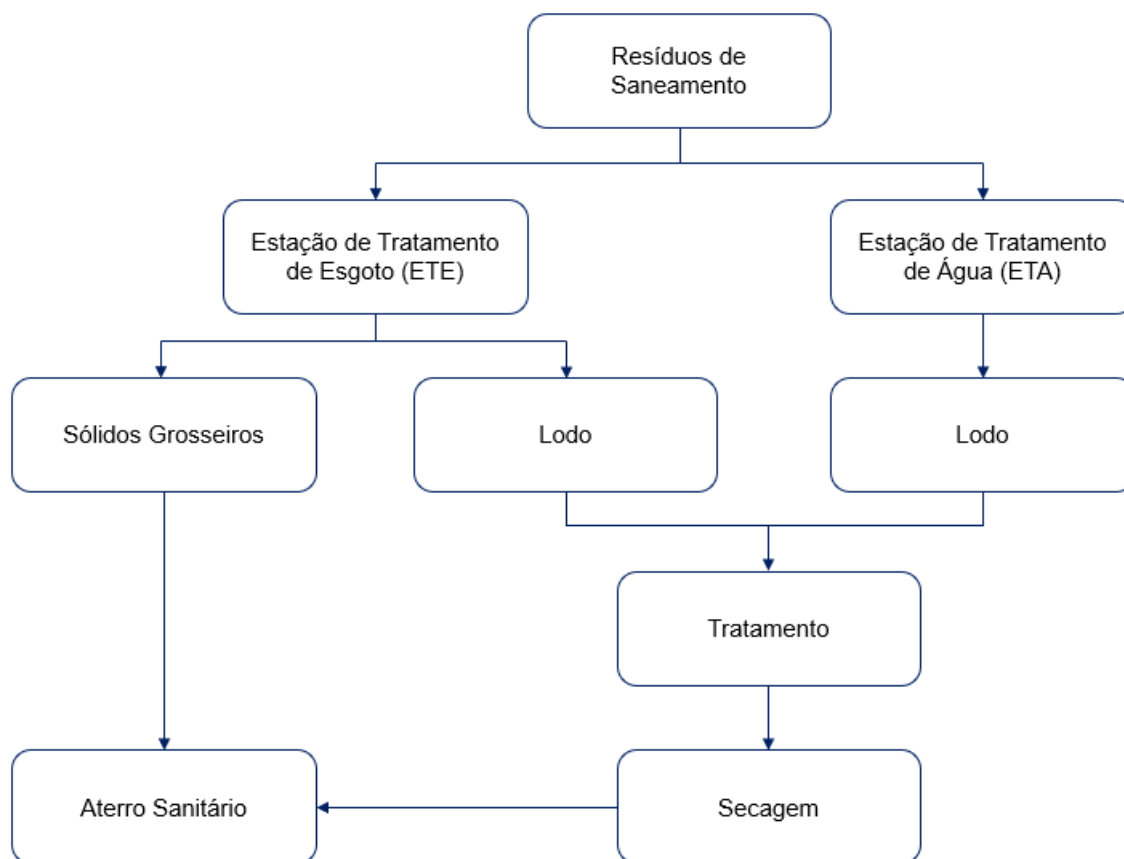 Resíduos de
Saneamento
Estação de Tratamento
de Esgoto (ETE)
Estação de Tratamento
de Água (ETA)
Sólidos Grosseiros
Lodo
Lodo
Tratamento
Aterro Sanitário
Secagem